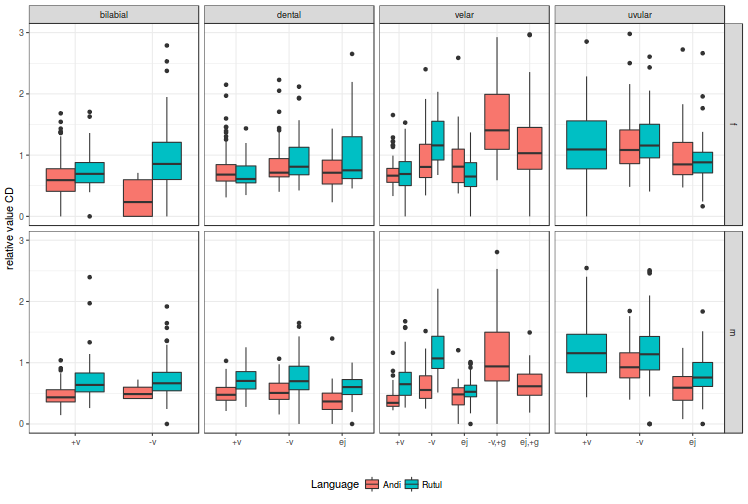 bilabial dental velar uvular
3
2
1
0
f
3
2
1
0
m
relative value CD
+v -v +v -v ej +v -v ej -v,+g ej,+g +v -v ej
Language Andi Rutul